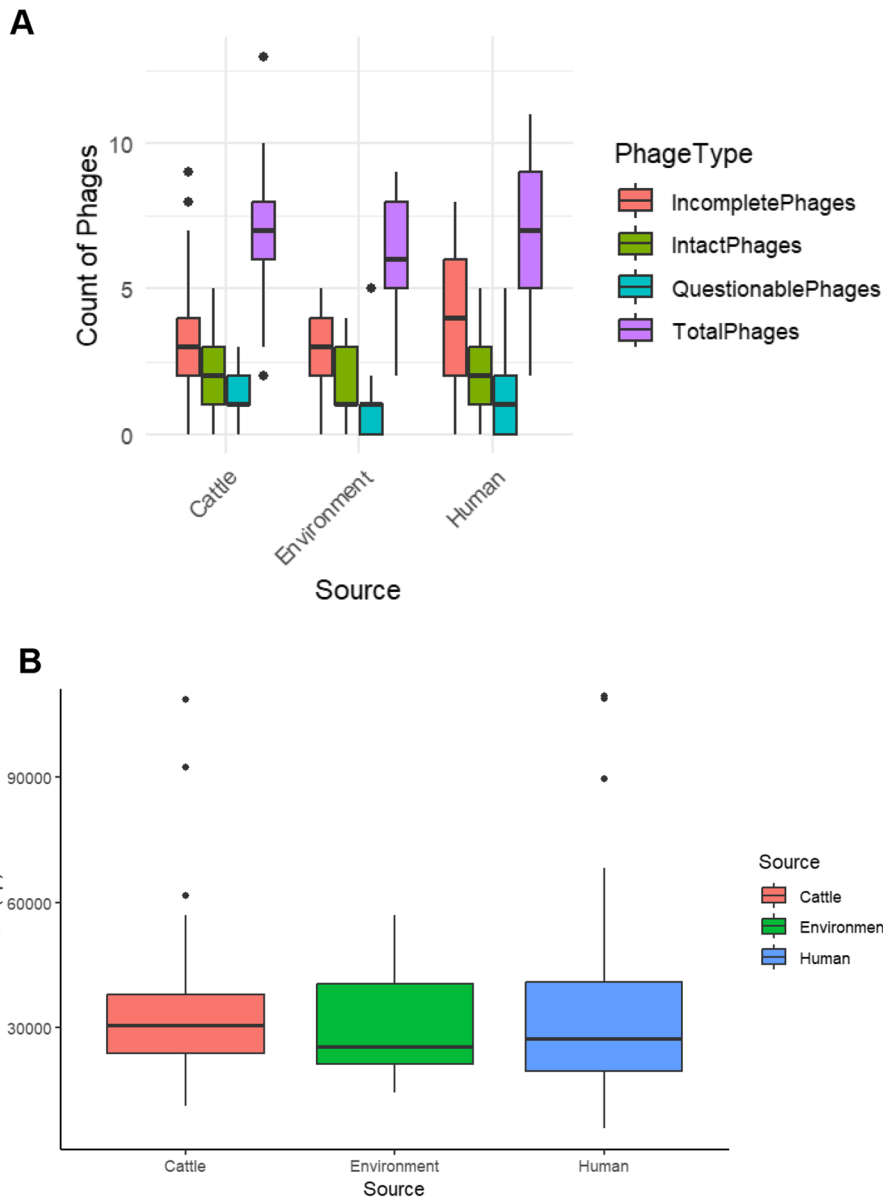 A
Count of Phages
10
5
0
Cattle
Environment
Human
Source
PhageType
IncompletePhages
IntactPhages
QuestionablePhages
TotalPhages
B
90000
60000
30000
Cattle
Environment
Human
Source
Source
Cattle
Environmen
Human